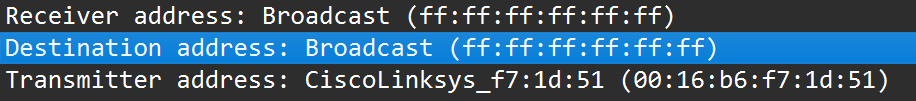 Receiver address: Broadcast (ff:ff:ff:ff:ff:ff)
Destination address: Broadcast (ff:ff:ff:ff:ff:ff)
Transmitter address: CiscoLinksys_f7:1d:51 (00:16:b6:f7:1d:51)